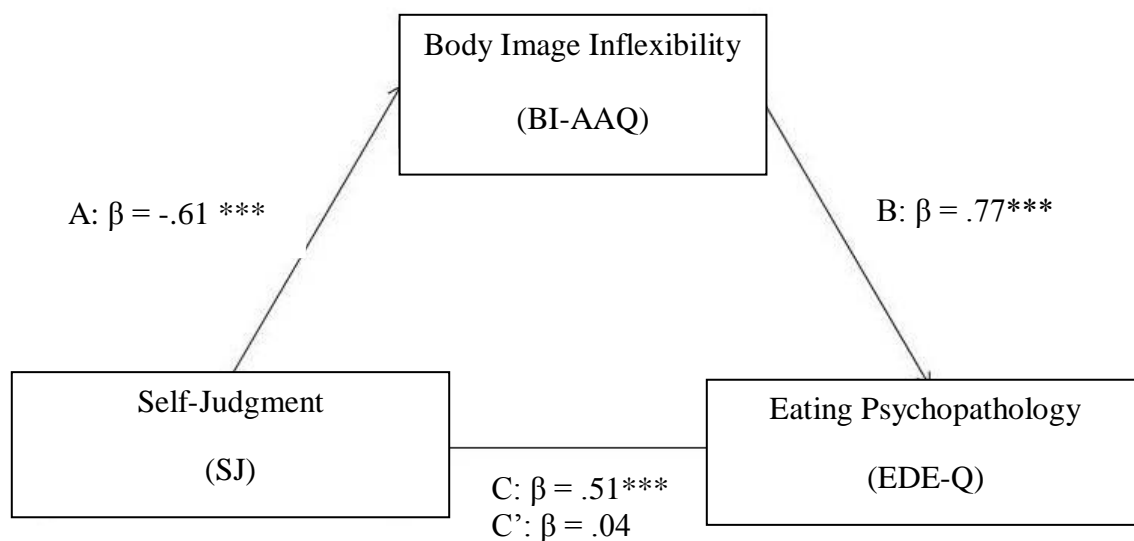 Body Image Inflexibility
(BI-AAQ)
A: β = -.61 ***
B: β = .77***
Self-Judgment
(SJ)
Eating Psychopathology
(EDE-Q)
C: β = .51***
C’: β = .04